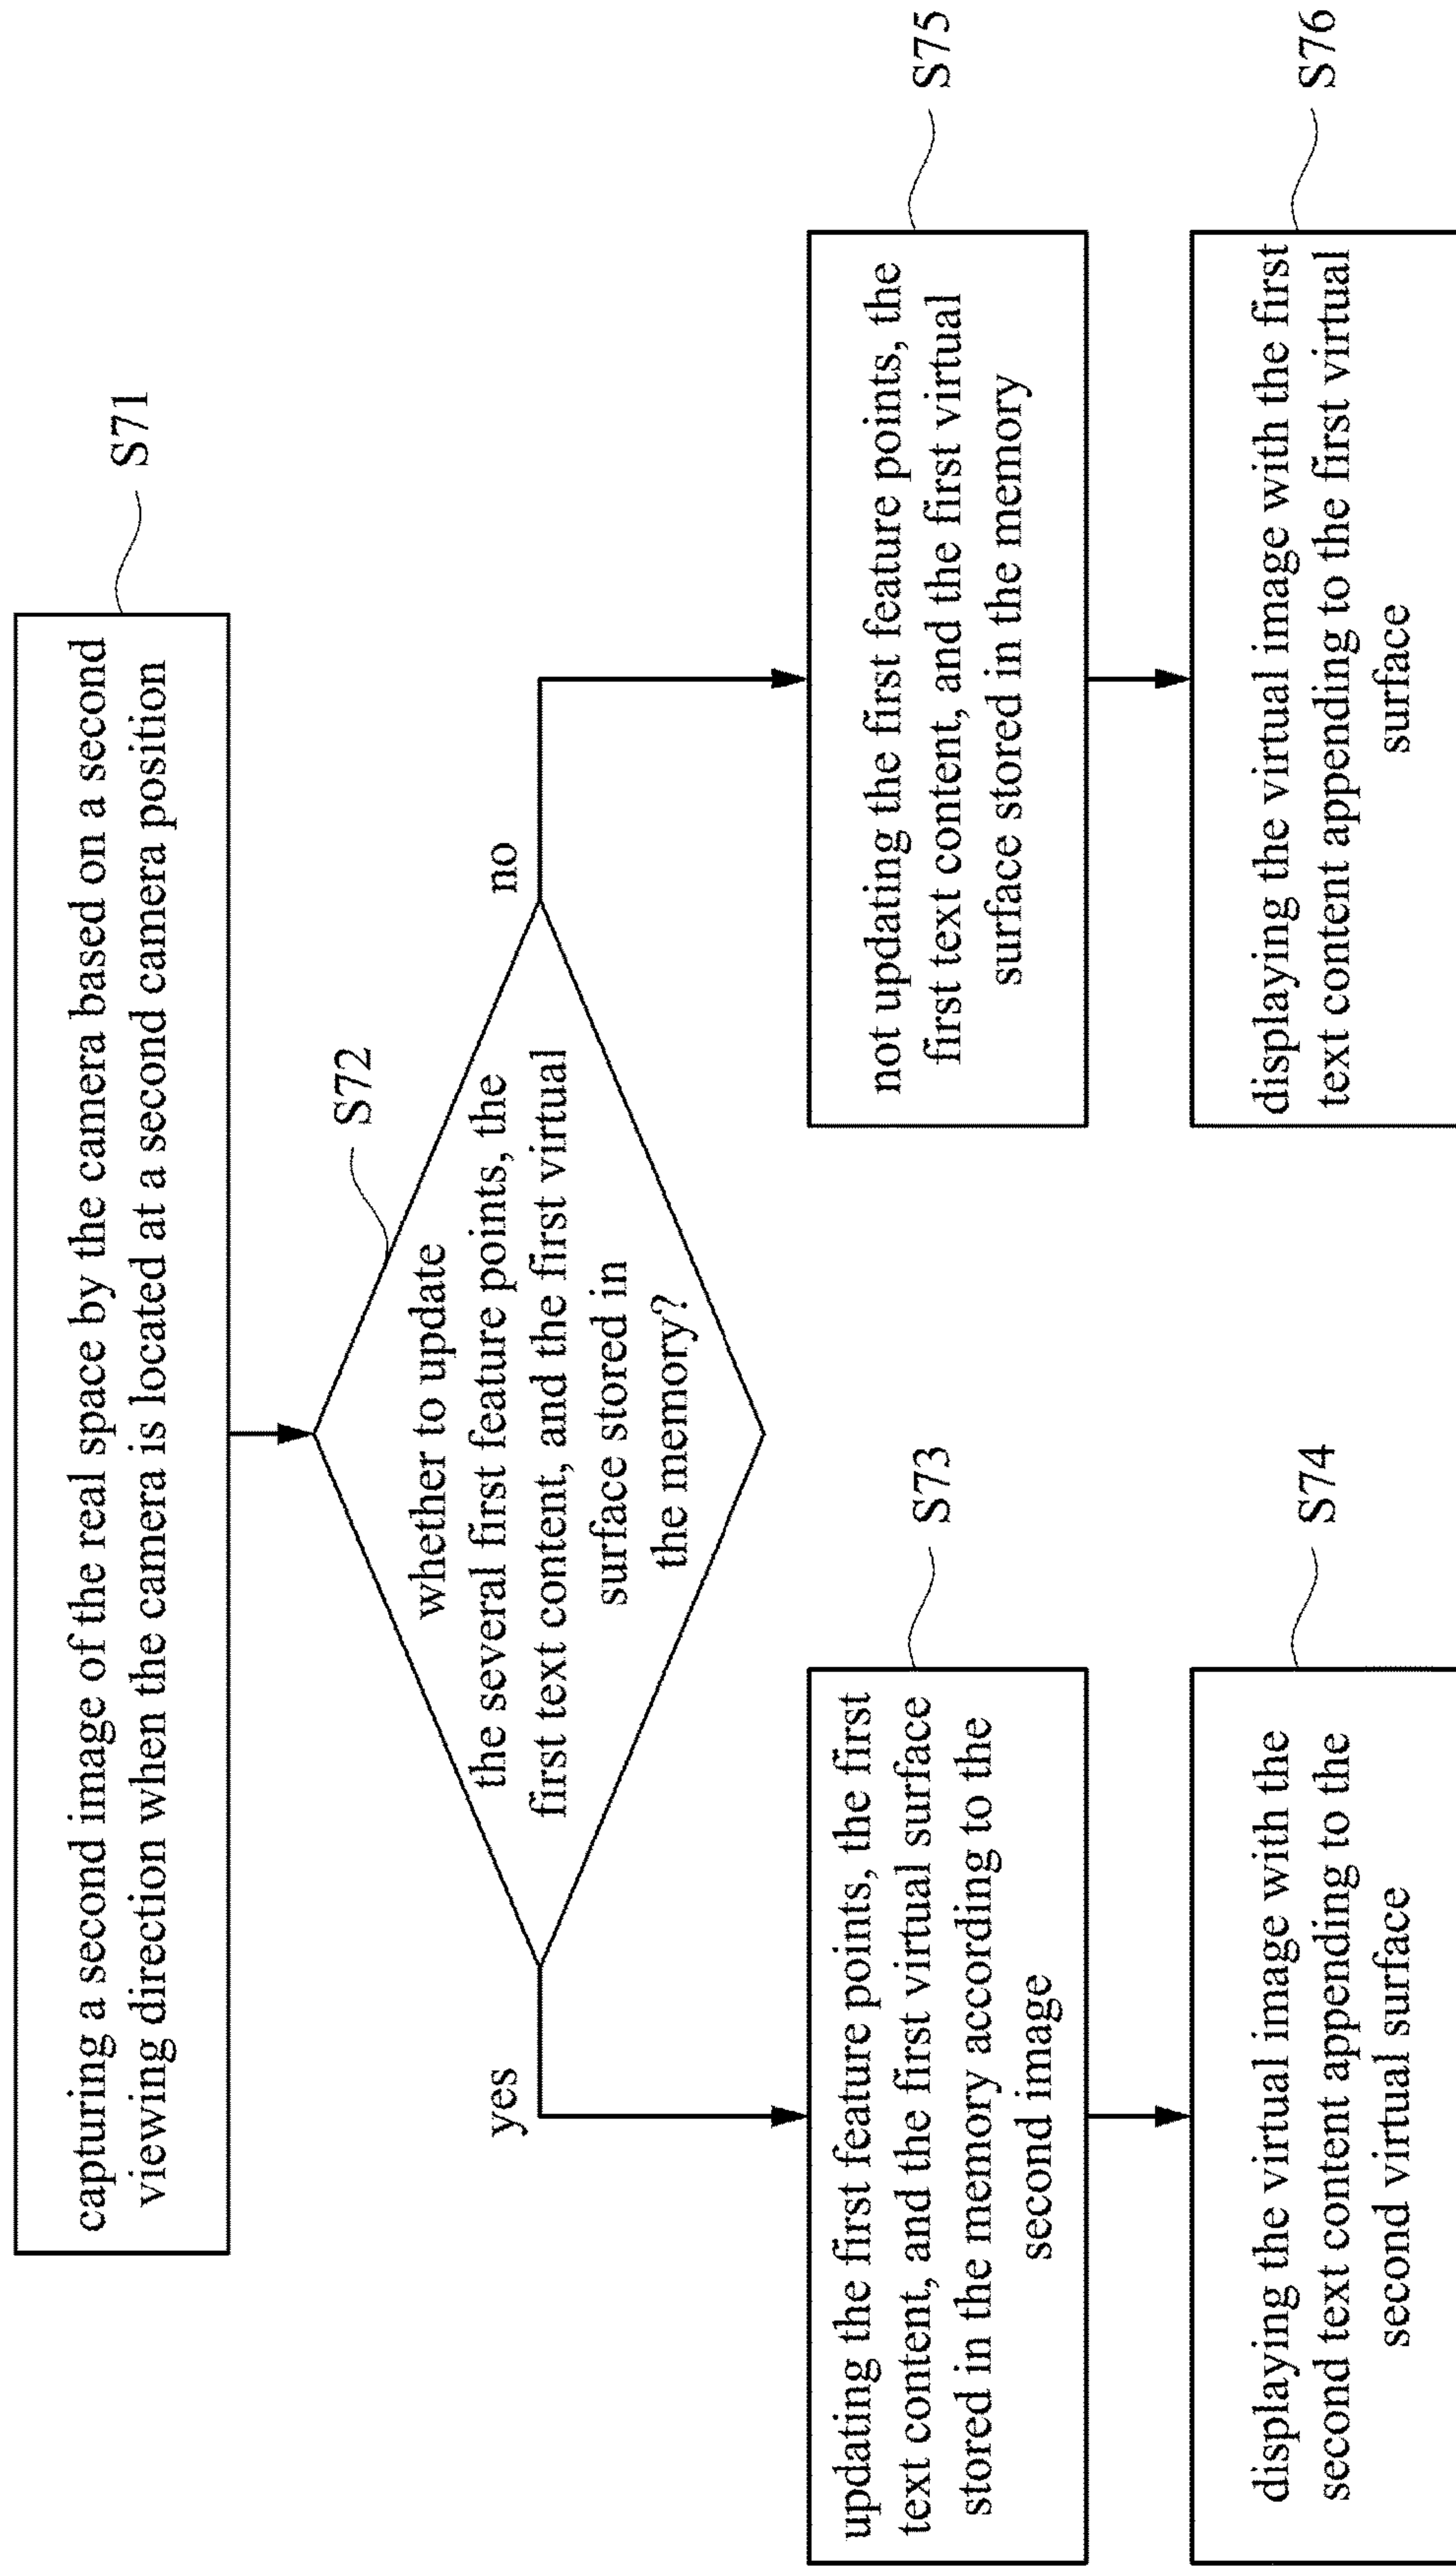 capturing a second image of the real space by the camera based on a second
viewing direction when the camera is located at a second camera position
S71
S72
whether to update
the several first feature points, the
first text content, and the first virtual
surface stored in
the memory?
yes
no
updating the first feature points, the first
text content, and the first virtual surface
stored in the memory according to the
second image
S73
displaying the virtual image with the
second text content appending to the
second virtual surface
S74
not updating the first feature points, the
first text content, and the first virtual
surface stored in the memory
S75
displaying the virtual image with the first
text content appending to the first virtual
surface
S76